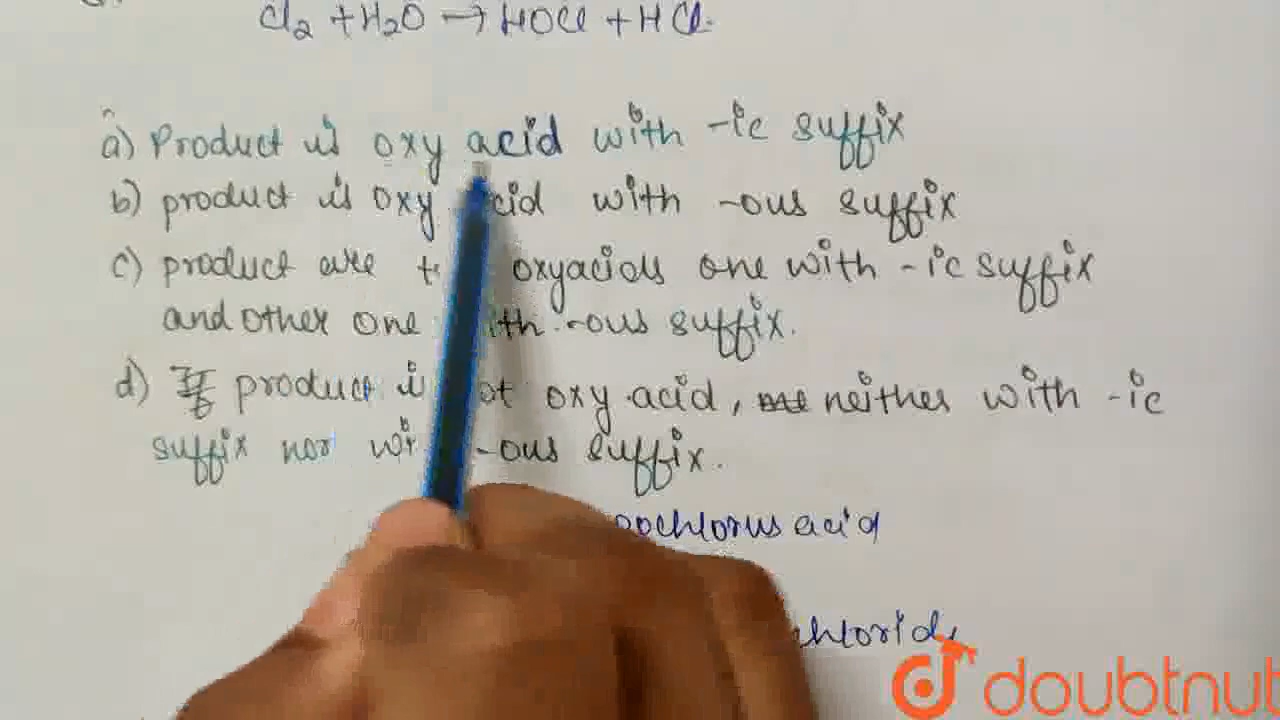 Cl2 + H2O → HOCl + HCl.
a) Product is oxy acid with -ic suffix
b) product is oxy acid with -ous suffix
c) product are oxyacids one with -ic suffix
and other one with -ous suffix.
d) product is oxy acid, neither with -ic
suffix nor -ous suffix.
acid
doubtnut